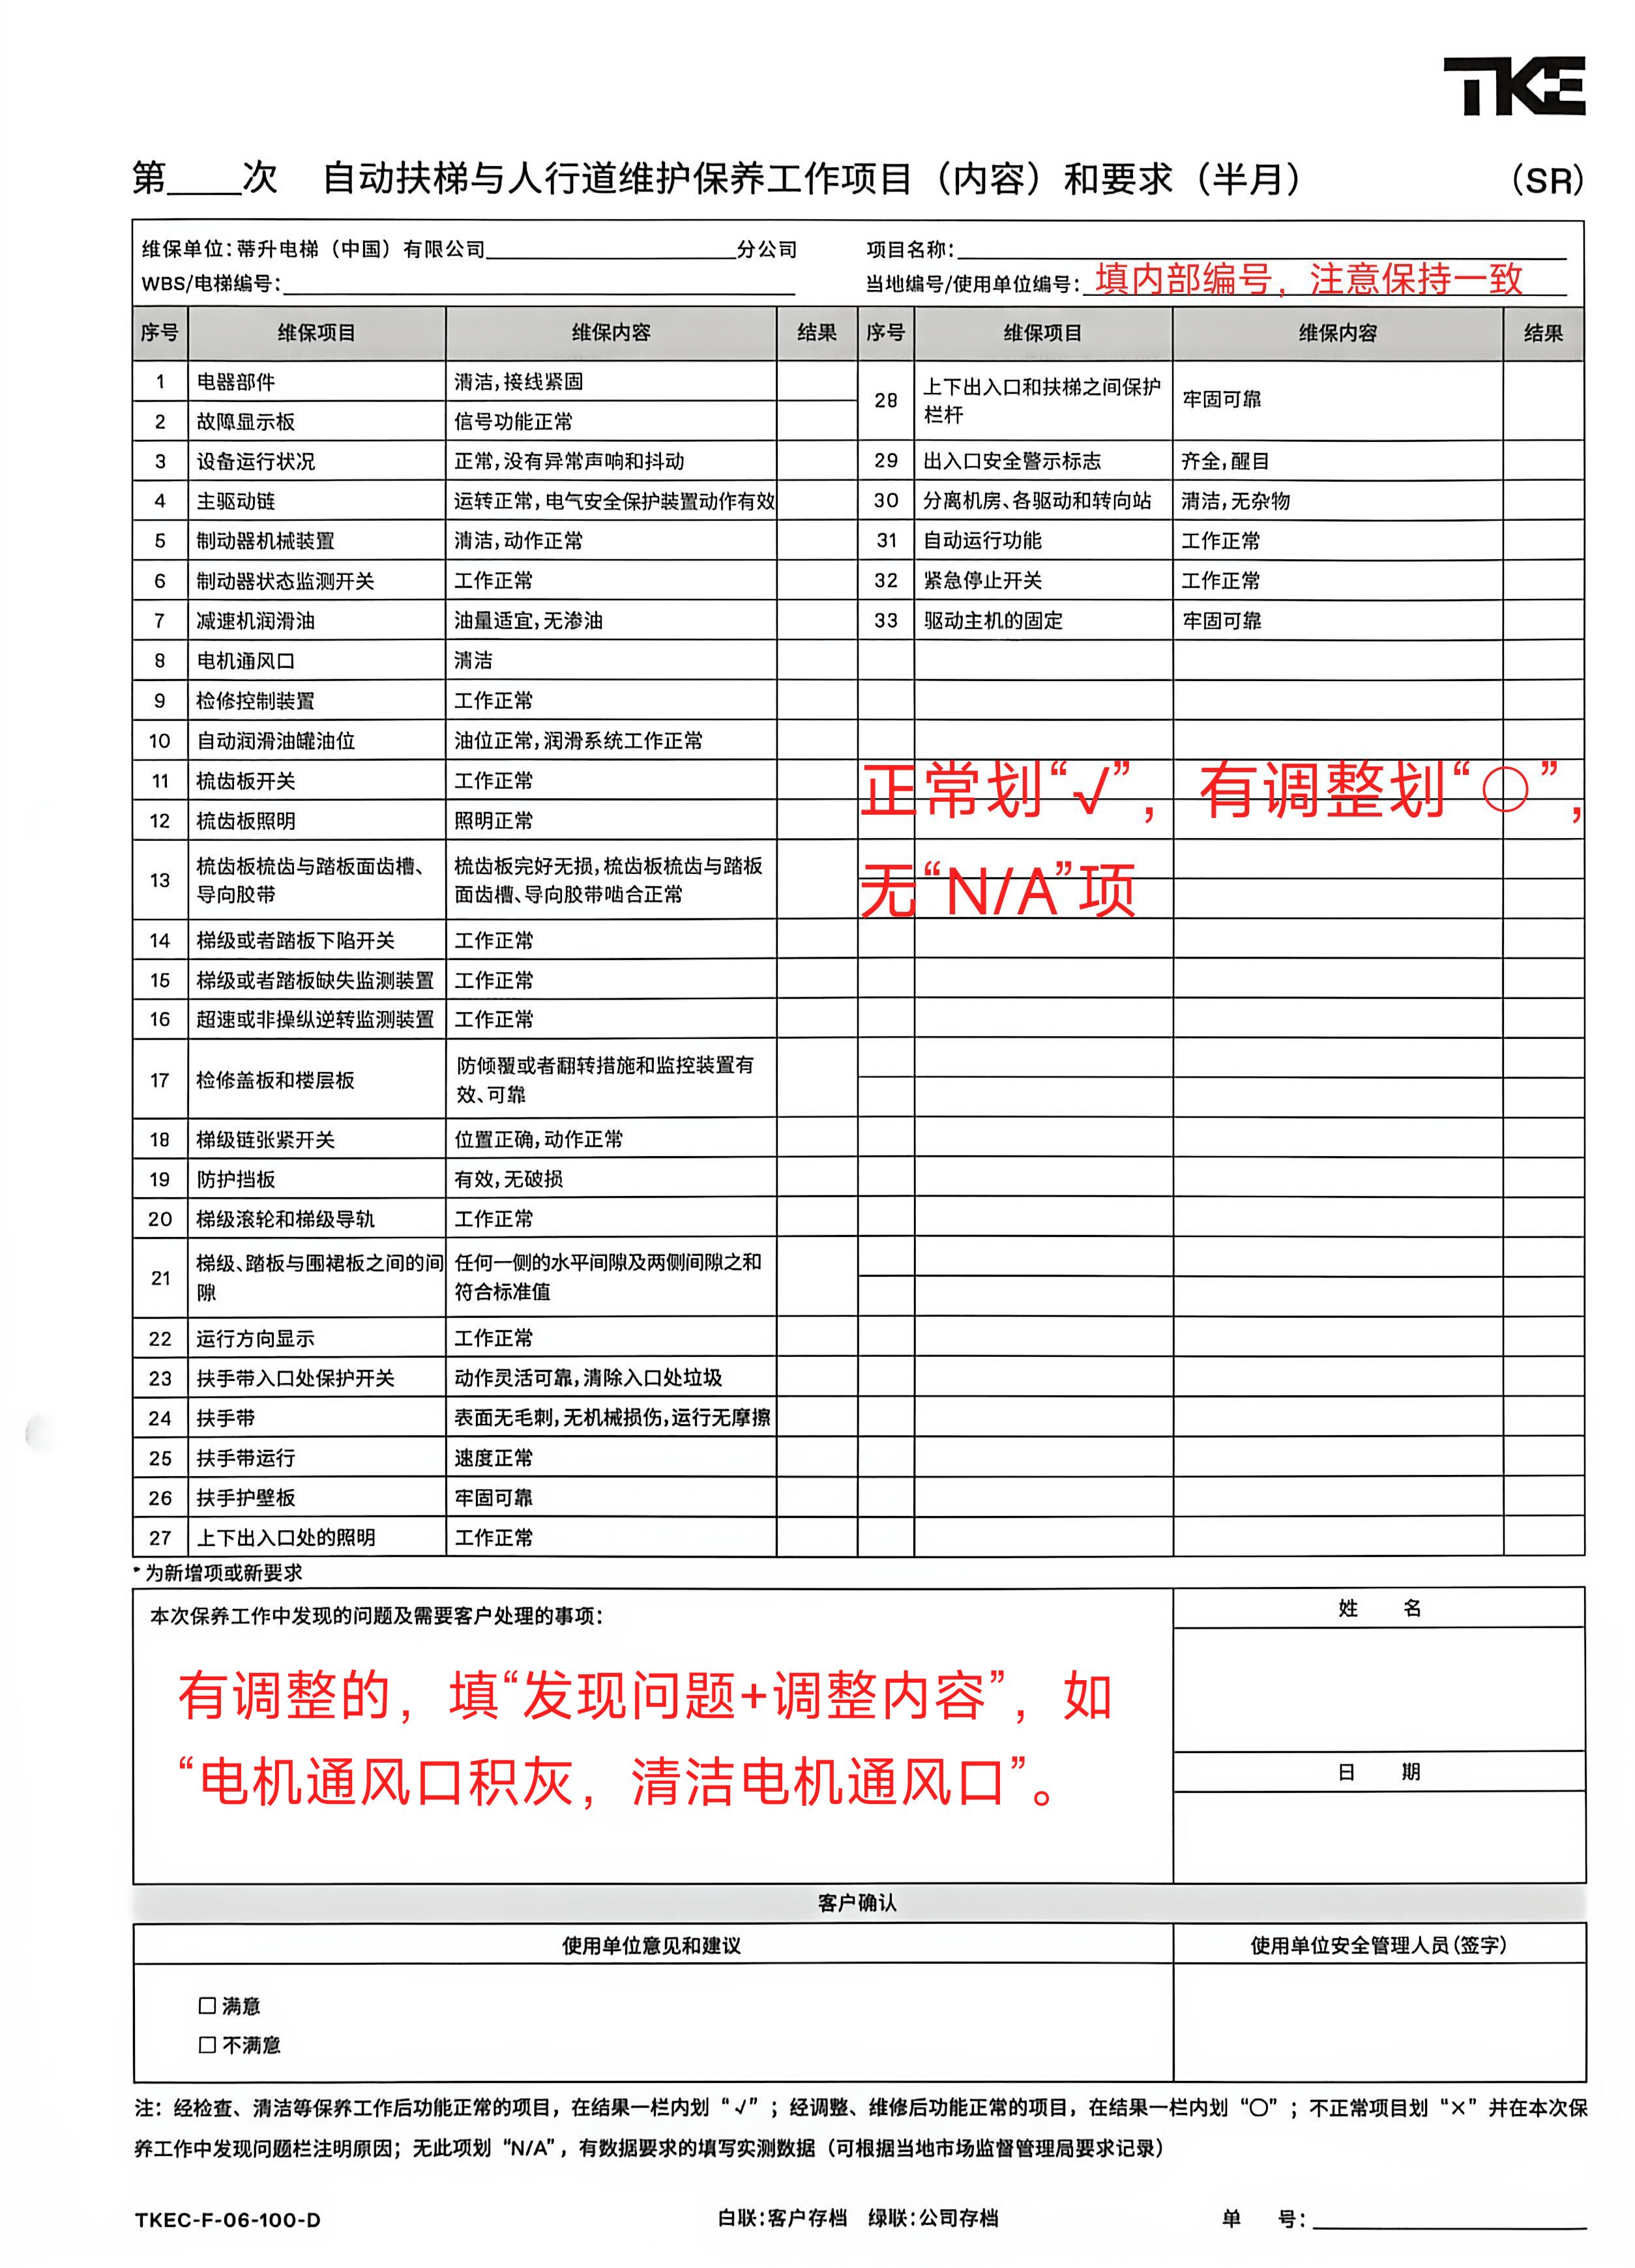 TKE
第____次 自动扶梯与人行道维护保养工作项目（内容）和要求（半月） （SR）
维保单位：蒂升电梯（中国）有限公司____分公司 项目名称：
WBS/电梯编号： 当地编号/使用单位编号： 填内部编号，注意保持一致
序号 维保项目 维保内容 结果 序号 维保项目 维保内容 结果
1 电器部件 清洁，接线紧固
2 故障显示板 信号功能正常
28 上下出入口和扶梯之间保护
栏杆 牢固可靠
3 设备运行状况 正常，没有异常声响和抖动 29 出入口安全警示标志 齐全，醒目
4 主驱动链 运转正常，电气安全保护装置动作有效 30 分离机房、各驱动和转向站 清洁，无杂物
5 制动器机械装置 清洁，动作正常 31 自动运行功能 工作正常
6 制动器状态监测开关 工作正常 32 紧急停止开关 工作正常
7 减速机润滑油 油量适宜，无渗油 33 驱动主机的固定 牢固可靠
8 电机通风口 清洁
9 检修控制装置 工作正常
10 自动润滑油罐油位 油位正常，润滑系统工作正常
11 梳齿板开关 工作正常
12 梳齿板照明 照明正常
正常划“√”，有调整划“○”，
无“N/A”项
13 梳齿板梳齿与踏板面齿槽、
导向胶带 梳齿板完好无损，梳齿板梳齿与踏板
面齿槽、导向胶带啮合正常
14 梯级或者踏板下陷开关 工作正常
15 梯级或者踏板缺失监测装置 工作正常
16 超速或非操纵逆转监测装置 工作正常
17 检修盖板和楼层板 防倾覆或者翻转措施和监控装置有
效、可靠
18 梯级链张紧开关 位置正确，动作正常
19 防护挡板 有效，无破损
20 梯级滚轮和梯级导轨 工作正常
21 梯级、踏板与围裙板之间的间
隙 任何一侧的水平间隙及两侧间隙之和
符合标准值
22 运行方向显示 工作正常
23 扶手带入口处保护开关 动作灵活可靠，清除入口处垃圾
24 扶手带 表面无毛刺，无机械损伤，运行无摩擦
25 扶手带运行 速度正常
26 扶手护壁板 牢固可靠
27 上下出入口处的照明 工作正常
*为新增项或新要求
本次保养工作中发现的问题及需要客户处理的事项： 姓 名
有调整的，填“发现问题+调整内容”，如
“电机通风口积灰，清洁电机通风口”。
日 期
客户确认
使用单位意见和建议 使用单位安全管理人员（签字）
□ 满意
□ 不满意
注：经检查、清洁等保养工作后功能正常的项目，在结果一栏内划“√”；经调整、维修后功能正常的项目，在结果一栏内划“○”；不正常项目划“×”并在本次保
养工作中发现问题栏注明原因；无此项划“N/A”，有数据要求的填写实测数据（可根据当地市场监督管理局要求记录）
TKEC-F-06-100-D 白联：客户存档 绿联：公司存档 单 号：